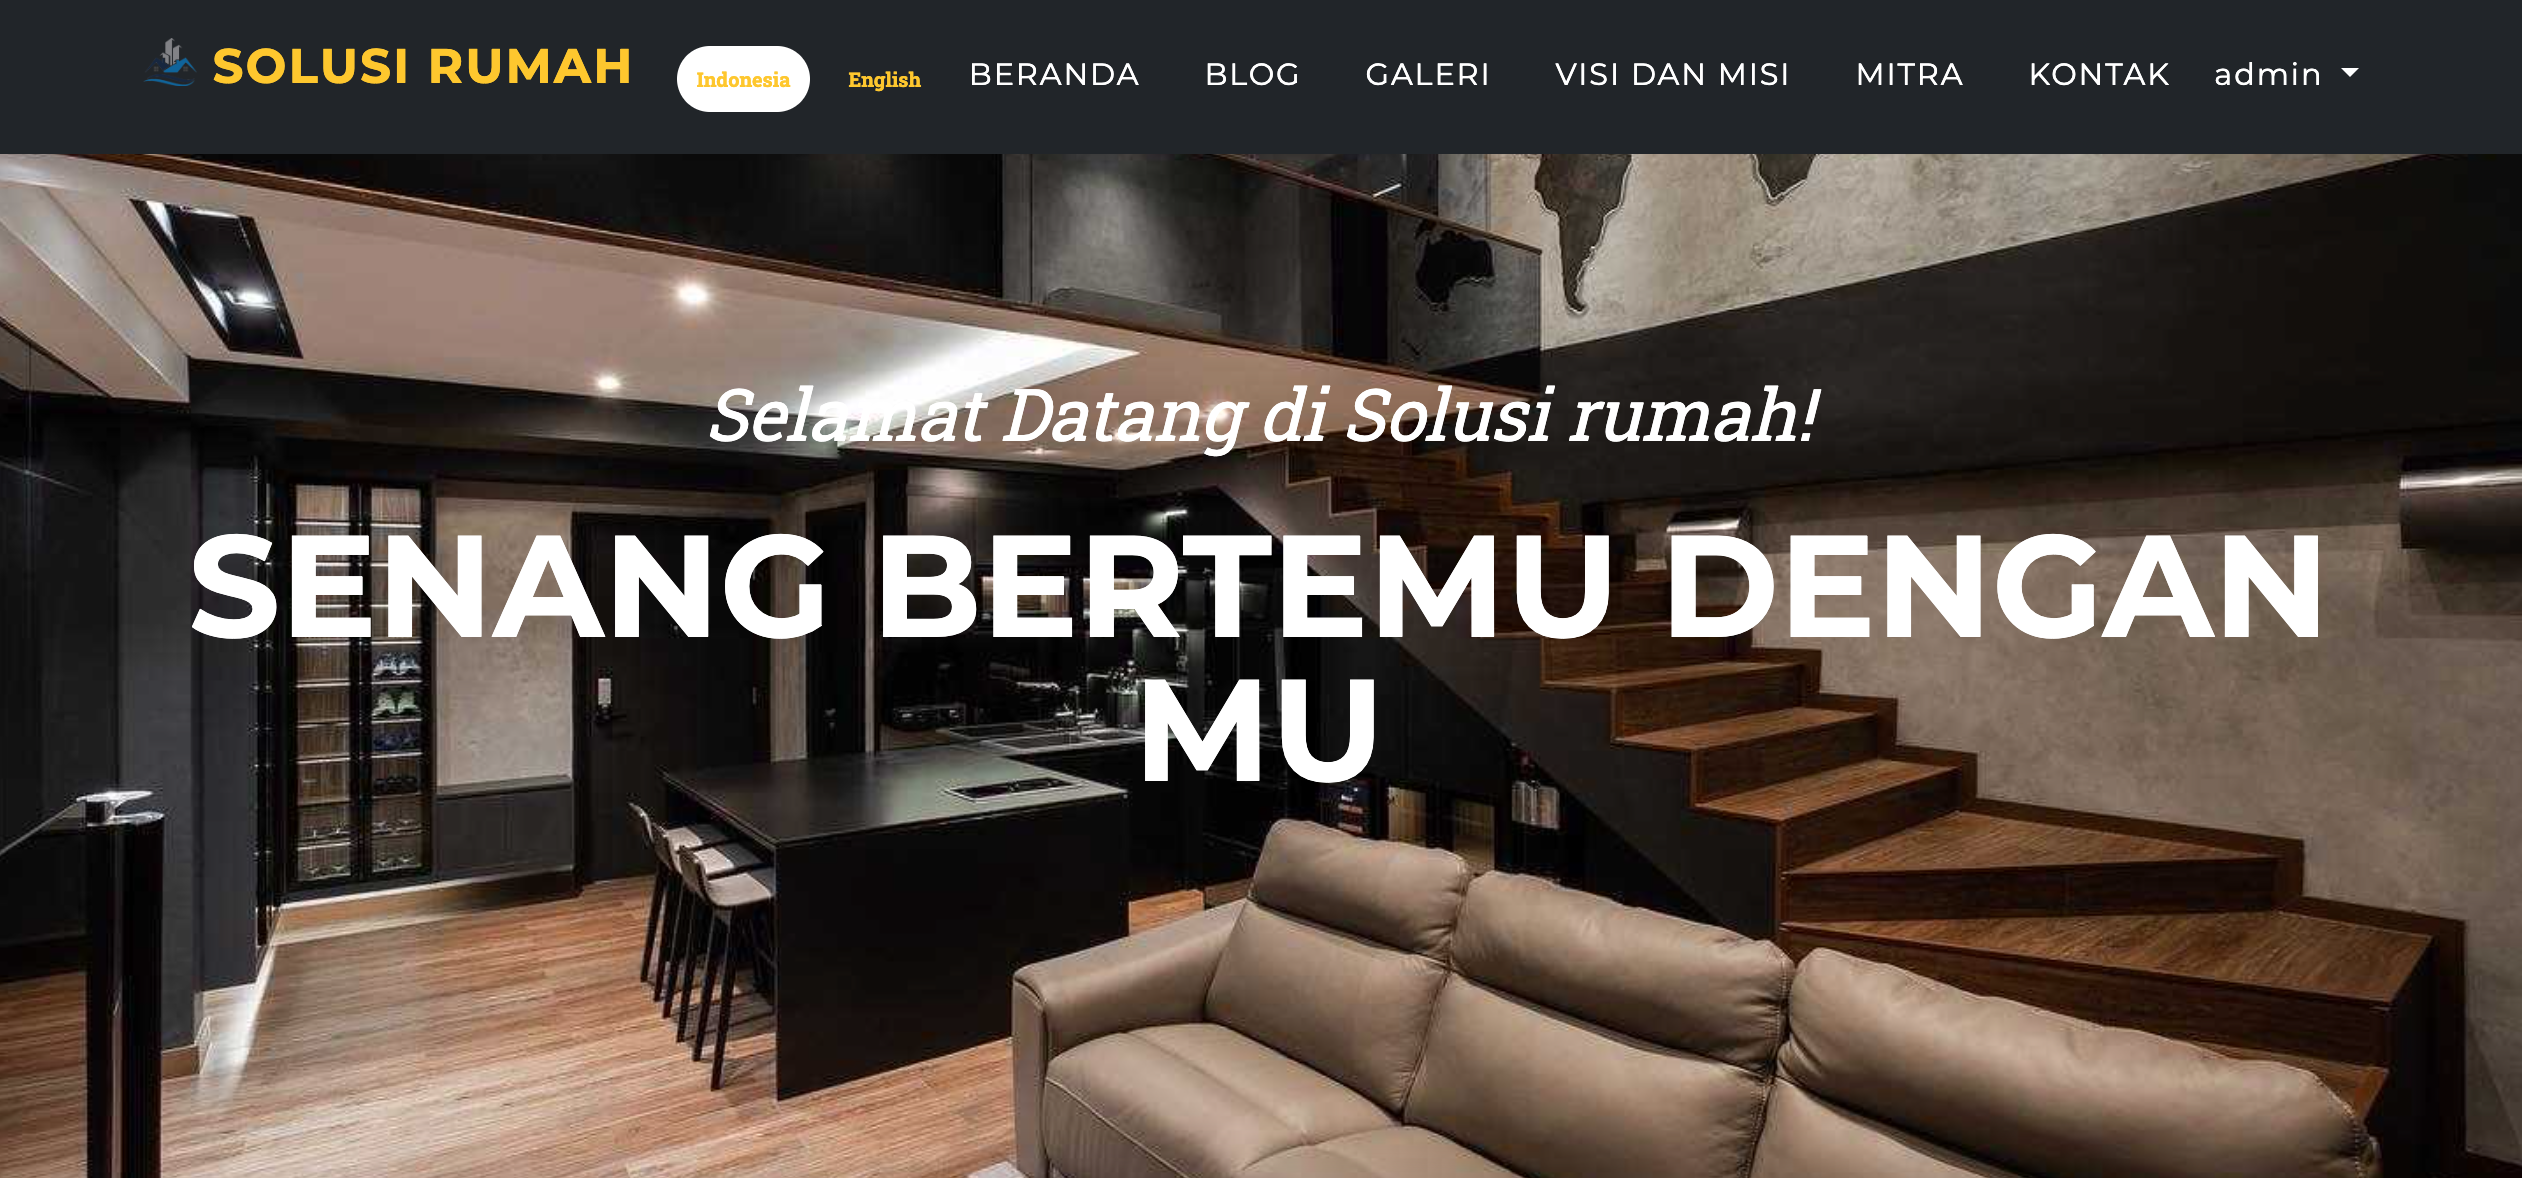 SOLUSI RUMAH
Indonesia English BERANDA BLOG GALERI VISI DAN MISI MITRA KONTAK admin
Selamat Datang di Solusi rumah!
SENANG BERTEMU DENGAN
MU